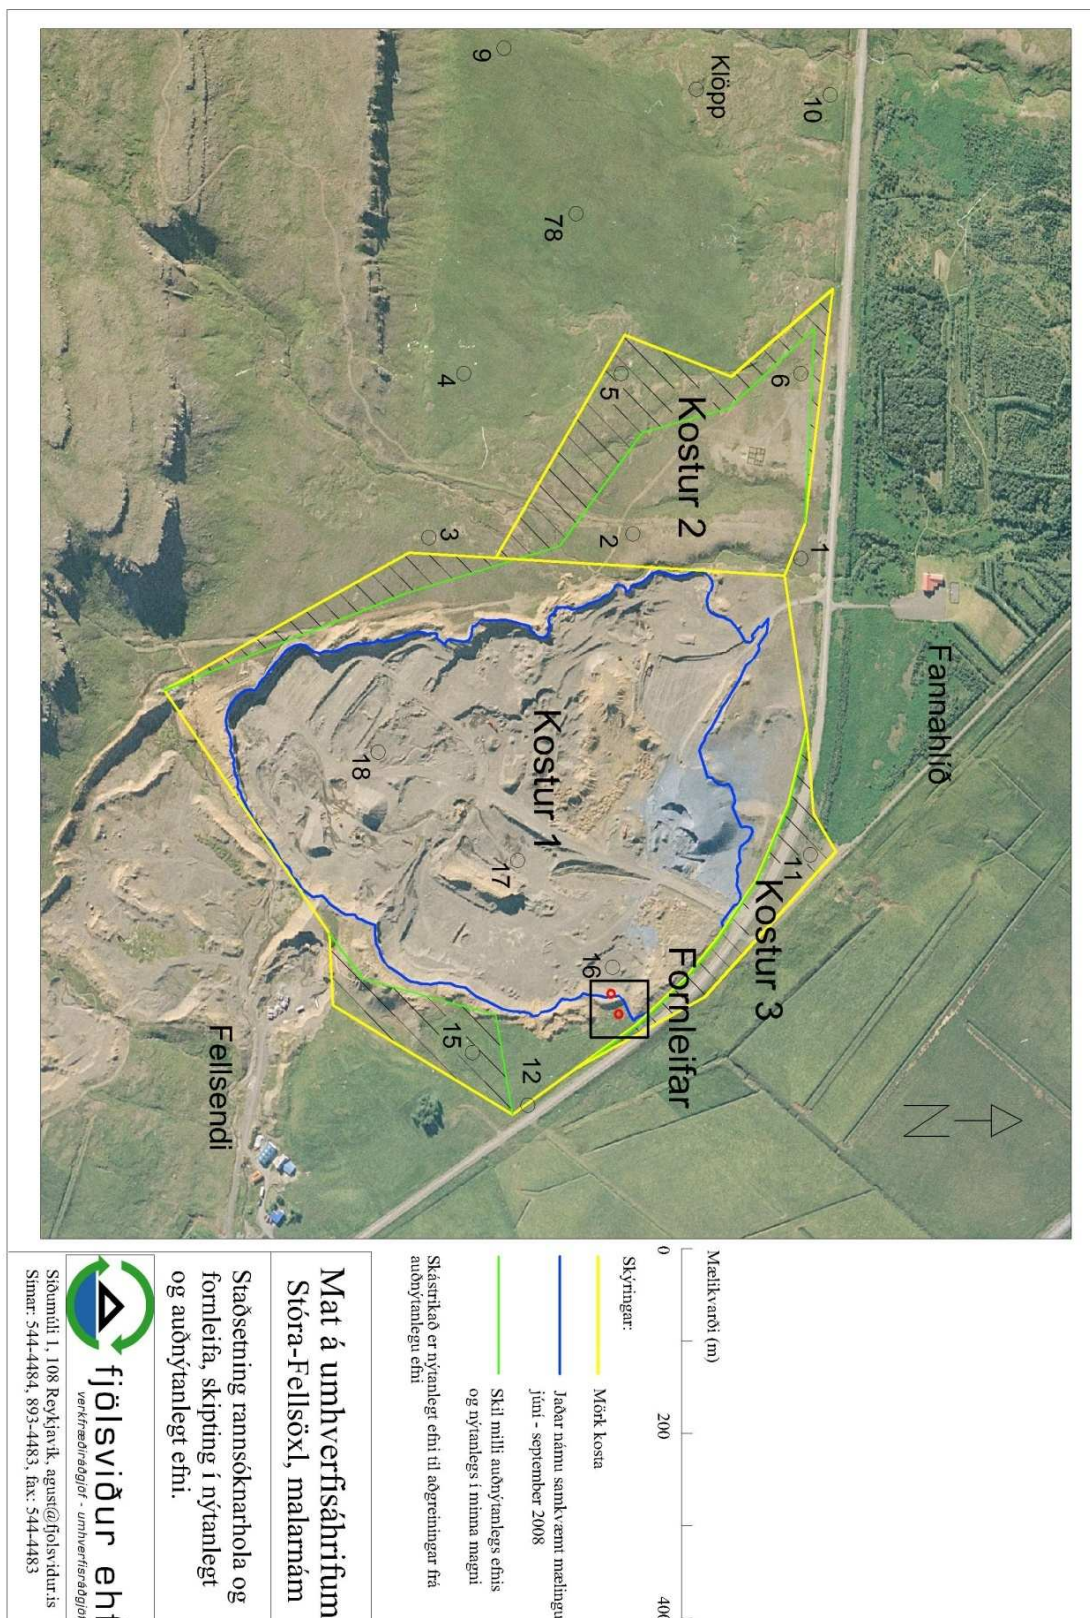 9
Klöpp
10
78
4
5
6
Kostur 2
3
2
1
Fannahlíð
Kostur 1
18
17
11
Kostur 3
16
Fornleifar
15
12
Fellsendi
N
Mælikvarði (m)
0
200
400
Skýringar:
Mörk kosta
Jaðar námu samkvæmt mælingu
júní - september 2008
Skil milli auðnýtanlegs efnis
og nýtanlegs í minna magni
Skástrikað er nýtanlegt efni til aðgreiningar frá
auðnýtanlegu efni
Mat á umhverfisáhrifum
Stóra-Fellsöxl, malarnám
Staðsetning rannsóknarhola og
fornleifa, skipting í nýtanlegt
og auðnýtanlegt efni.
fjölsviður ehf
verkfræðiráðgjöf - umhverfisráðgjöf
Síðumúli 1, 108 Reykjavík, agust@fjolsvidur.is
Símar: 544-4484, 893-4483, fax: 544-4483